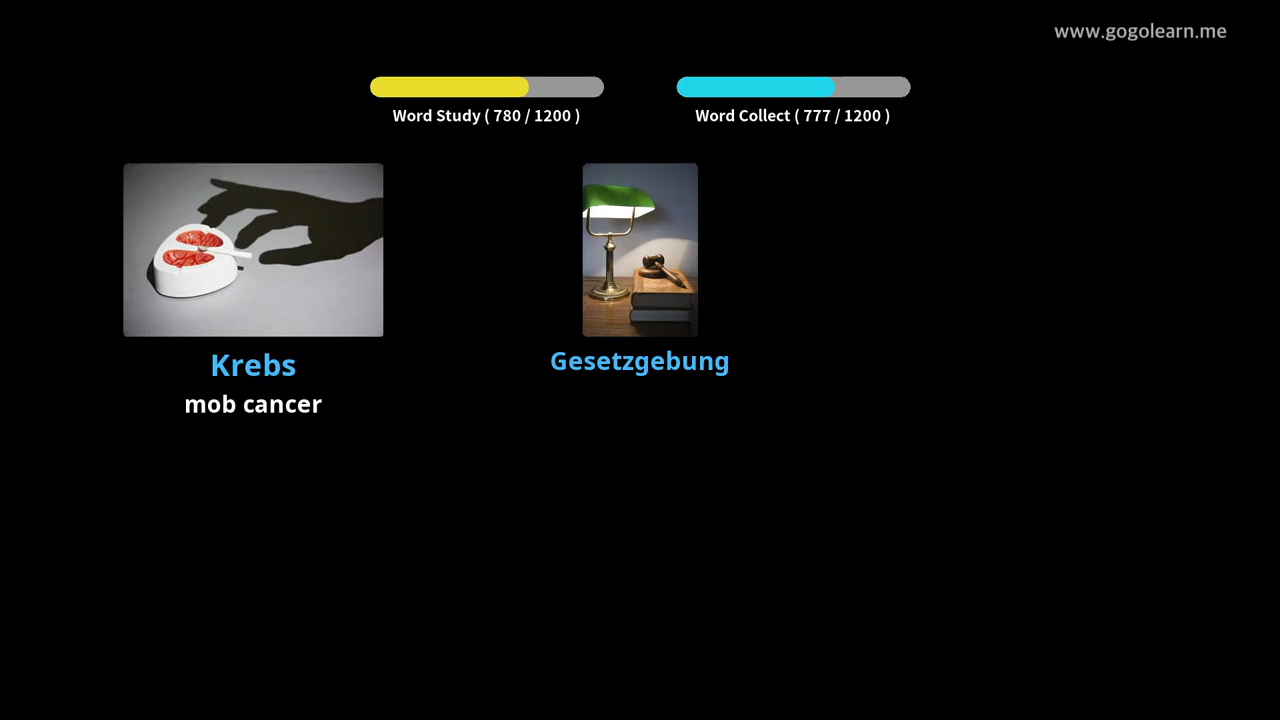 www.gogolearn.me
Word Study ( 780 / 1200 )
Word Collect ( 777 / 1200 )
Krebs
mob cancer
Gesetzgebung